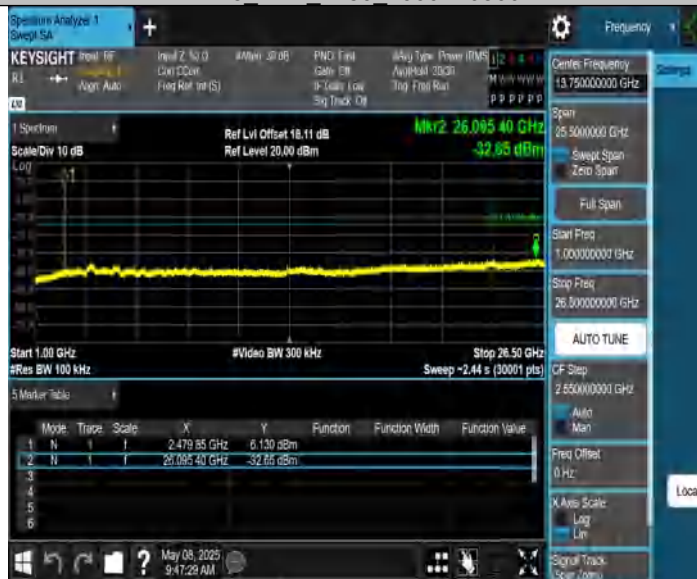 Spectrum Analyzer 1
Swept SA
+
Frequency
KEYSIGHT Input: RF
Align: Auto
Input Z: 50 Ω
Corr CCorr
Freq Ref: Int (S)
PNO: Fast
Gate: Off
IF Gain: Low
Sig Track: Off
Avg Type: Power (RMS)
Trig: Free Run
Center Frequency
13.750000000 GHz
Settings
Span
25.5000000 GHz
Swept Span
Zero Span
Full Span
Start Freq
1.000000000 GHz
Stop Freq
26.500000000 GHz
AUTO TUNE
CF Step
2.550000000 GHz
Auto
Man
Freq Offset
0 Hz
X Axis Scale
Log
Lin
Signal Track
1 Spectrum
Scale/Div 10 dB
Log
Ref Lvl Offset 18.11 dB
Ref Level 20.00 dBm
Mkr2 26.095 40 GHz
-32.65 dBm
Start 1.00 GHz
#Res BW 100 kHz
#Video BW 300 kHz
Stop 26.50 GHz
Sweep ~2.44 s (30001 pts)
5 Marker Table
Mode Trace Scale X Y Function Function Width Function Value
1 N 1 f 2.479 85 GHz 6.130 dBm
2 N 1 f 26.095 40 GHz -32.65 dBm
3
4
5
6
May 08, 2025
9:47:29 AM